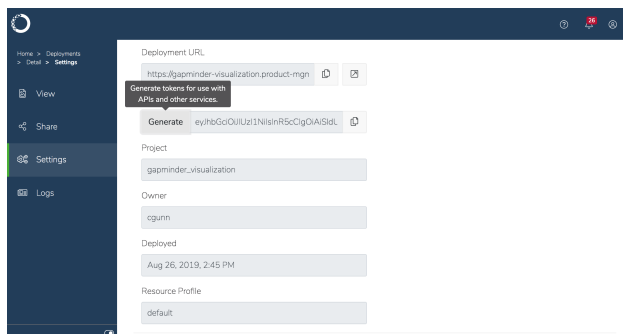 26
Home > Deployments
> Detail > Settings
View
Share
Settings
Logs
Deployment URL
https://gapminder-visualization.product-mgn
Generate tokens for use with
APIs and other services.
Generate
Project
gapminder_visualization
Owner
cgunn
Deployed
Aug 26, 2019, 2:45 PM
Resource Profile
default